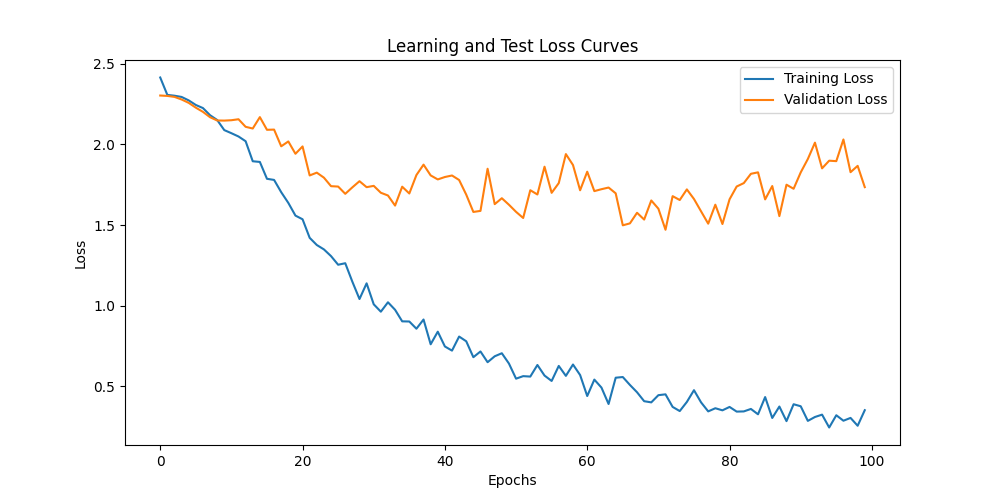 Learning and Test Loss Curves
Training Loss
Validation Loss
2.5
2.0
1.5
1.0
0.5
Loss
0 20 40 60 80 100
Epochs